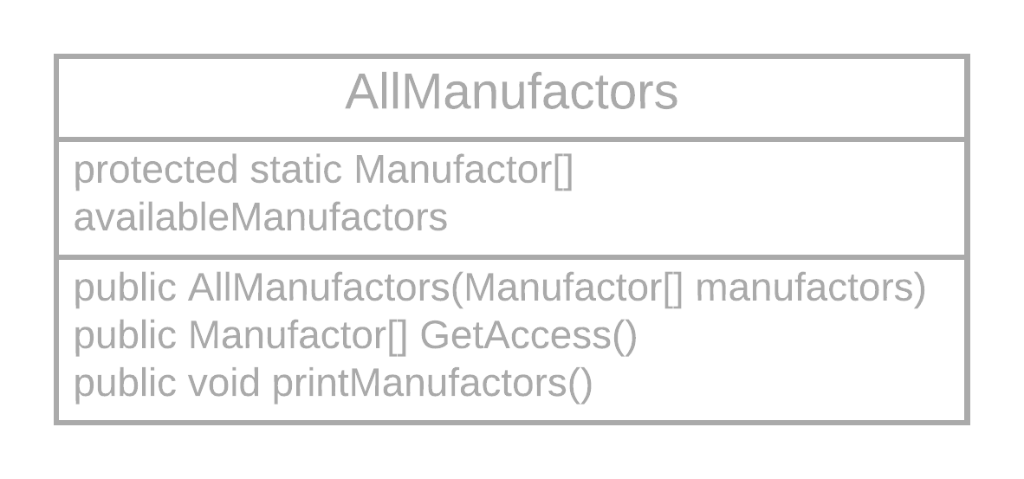 AllManufactors
protected static Manufactor[]
availableManufactors
public AllManufactors(Manufactor[] manufactors)
public Manufactor[] GetAccess()
public void printManufactors()